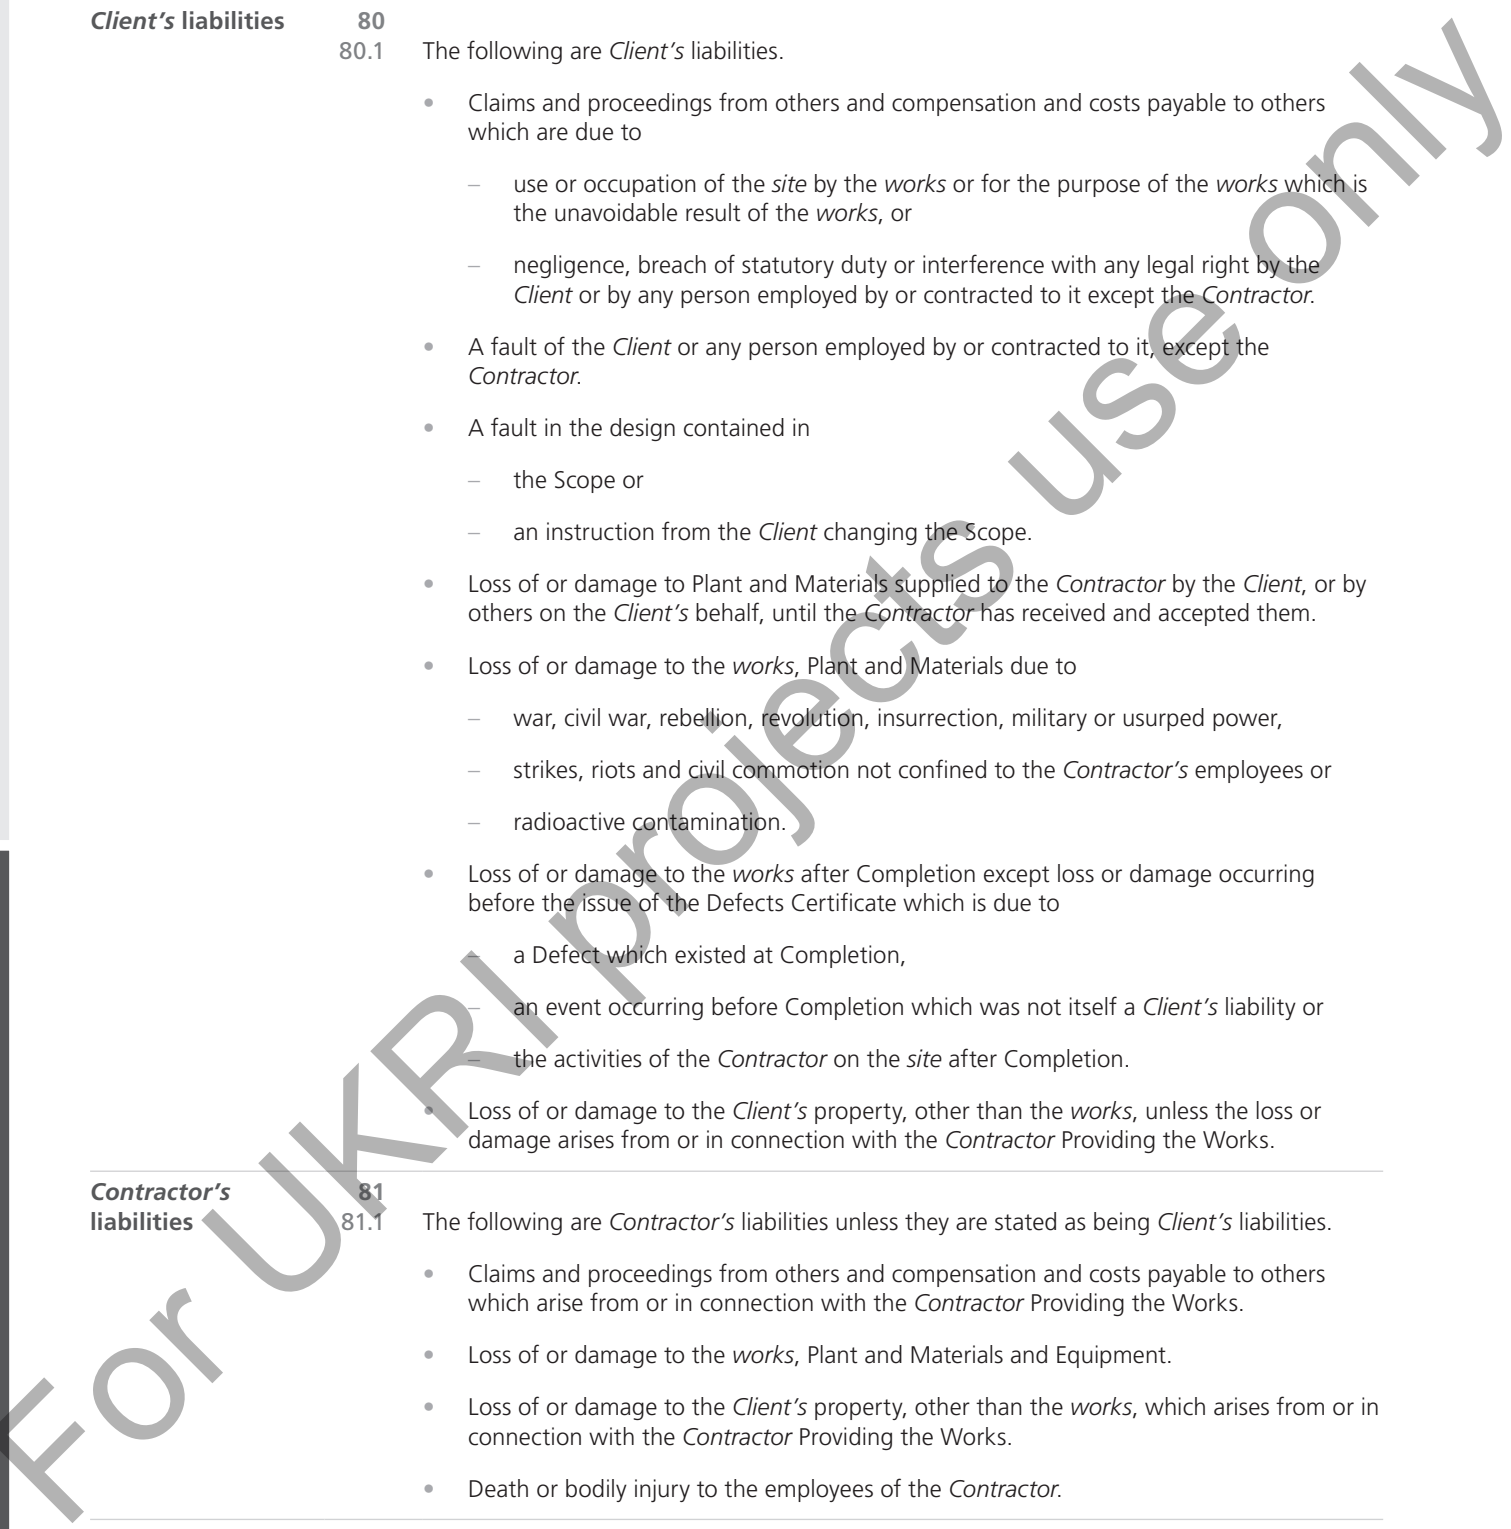 Client's liabilities 80
80.1 The following are Client's liabilities.
• Claims and proceedings from others and compensation and costs payable to others
which are due to
– use or occupation of the site by the works or for the purpose of the works which is
the unavoidable result of the works, or
– negligence, breach of statutory duty or interference with any legal right by the
Client or by any person employed by or contracted to it except the Contractor.
• A fault of the Client or any person employed by or contracted to it, except the
Contractor.
• A fault in the design contained in
– the Scope or
– an instruction from the Client changing the Scope.
• Loss of or damage to Plant and Materials supplied to the Contractor by the Client, or by
others on the Client's behalf, until the Contractor has received and accepted them.
• Loss of or damage to the works, Plant and Materials due to
– war, civil war, rebellion, revolution, insurrection, military or usurped power,
– strikes, riots and civil commotion not confined to the Contractor's employees or
– radioactive contamination.
• Loss of or damage to the works after Completion except loss or damage occurring
before the issue of the Defects Certificate which is due to
– a Defect which existed at Completion,
– an event occurring before Completion which was not itself a Client's liability or
– the activities of the Contractor on the site after Completion.
• Loss of or damage to the Client's property, other than the works, unless the loss or
damage arises from or in connection with the Contractor Providing the Works.
Contractor's 81
liabilities 81.1 The following are Contractor's liabilities unless they are stated as being Client's liabilities.
• Claims and proceedings from others and compensation and costs payable to others
which arise from or in connection with the Contractor Providing the Works.
• Loss of or damage to the works, Plant and Materials and Equipment.
• Loss of or damage to the Client's property, other than the works, which arises from or in
connection with the Contractor Providing the Works.
• Death or bodily injury to the employees of the Contractor.
For UKRI projects use only